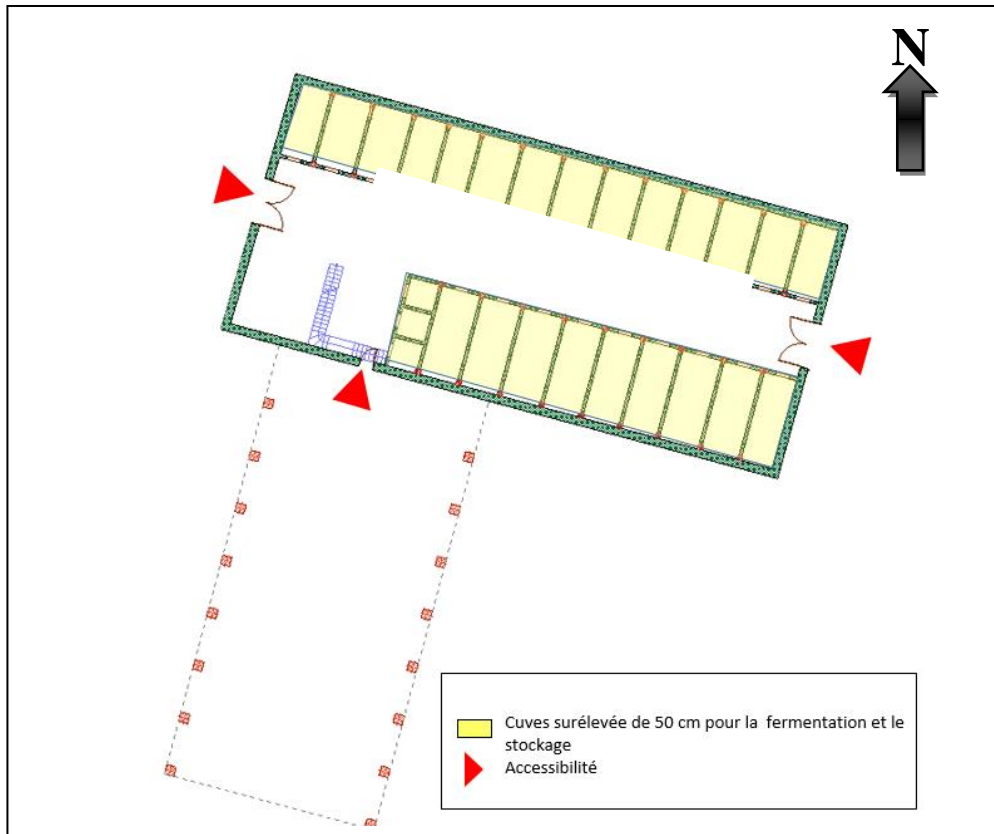 N
Cuves surélevée de 50 cm pour la fermentation et le
stockage
Accessibilité